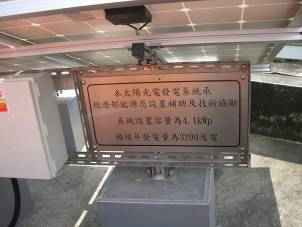 本太陽光電發電系統承
經濟部能源局設置補助及技術協助
系統設置容量為4.1kWp
預估年發電量為3200度電